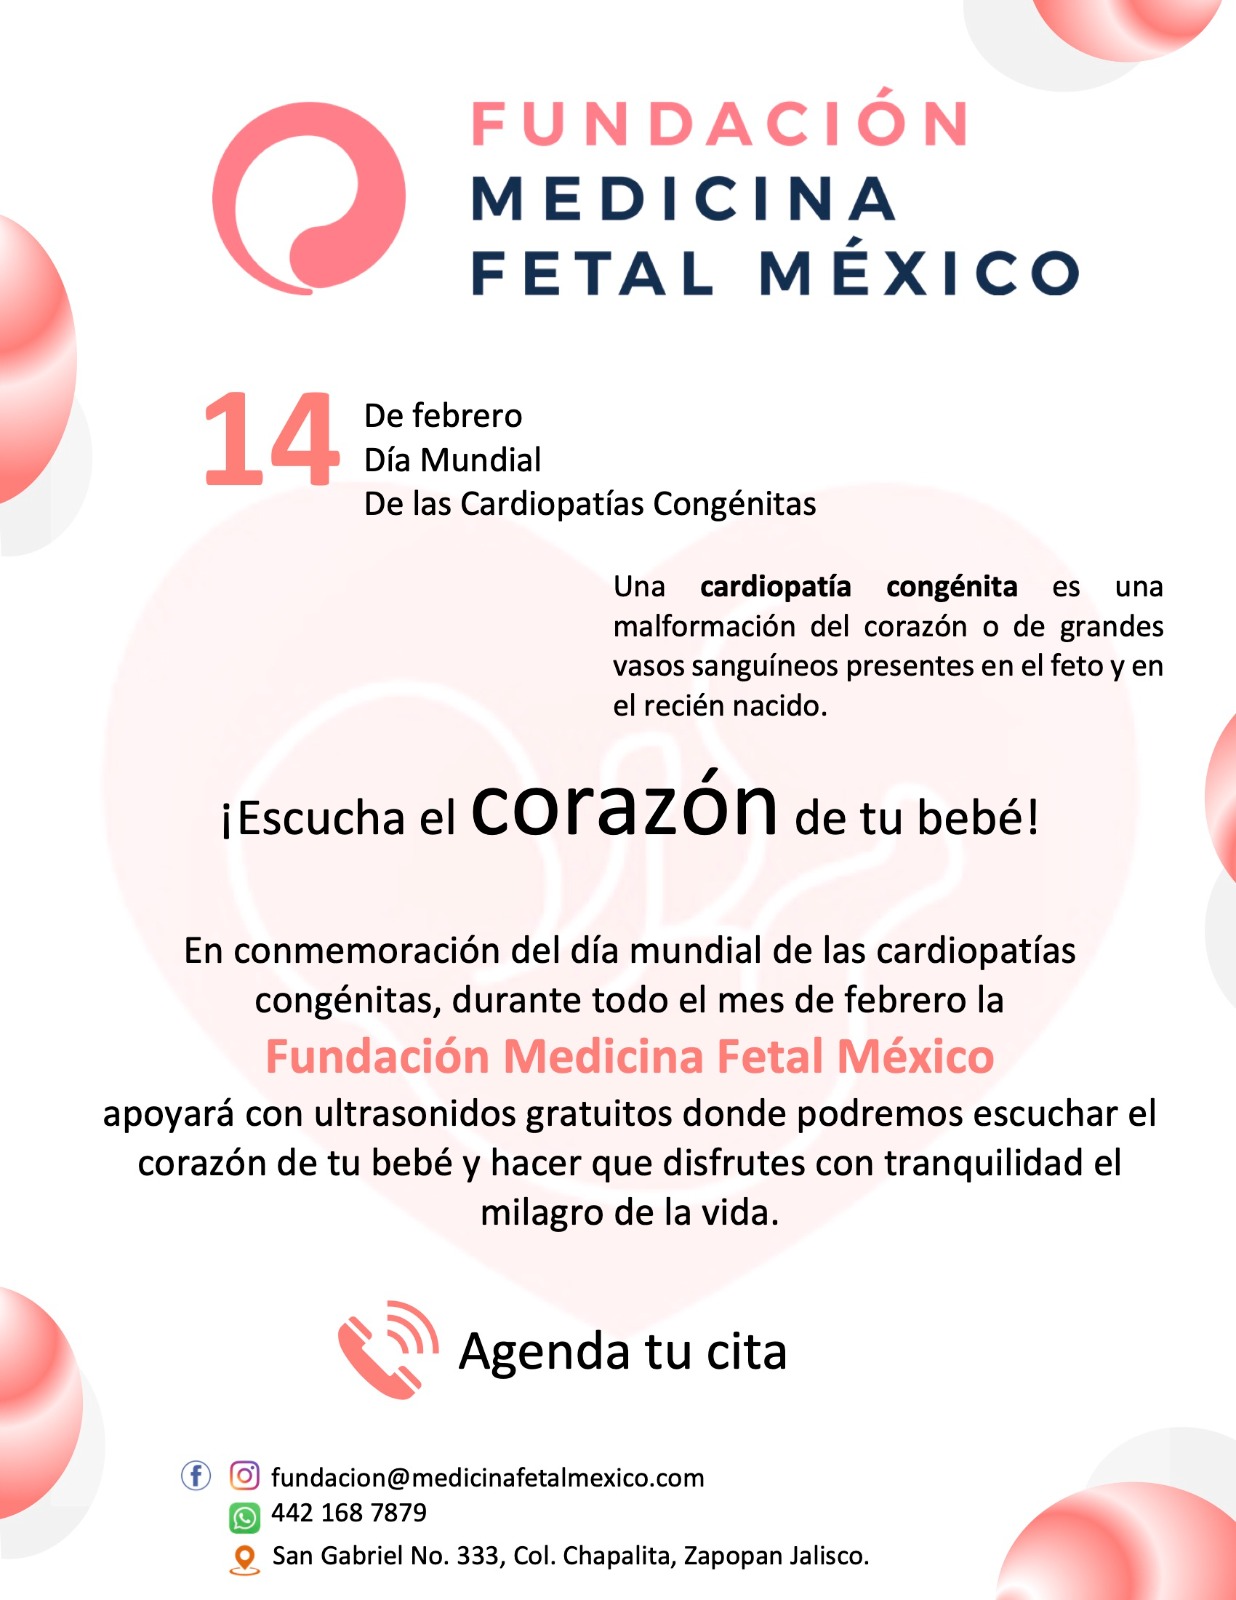 FUNDACIÓN
MEDICINA
FETAL MÉXICO
14
De febrero
Día Mundial
De las Cardiopatías Congénitas
Una cardiopatía congénita es una
malformación del corazón o de grandes
vasos sanguíneos presentes en el feto y en
el recién nacido.
¡Escucha el corazón de tu bebé!
En conmemoración del día mundial de las cardiopatías
congénitas, durante todo el mes de febrero la
Fundación Medicina Fetal México
apoyará con ultrasonidos gratuitos donde podremos escuchar el
corazón de tu bebé y hacer que disfrutes con tranquilidad el
milagro de la vida.
Agenda tu cita
fundacion@medicinafetalmexico.com
442 168 7879
San Gabriel No. 333, Col. Chapalita, Zapopan Jalisco.